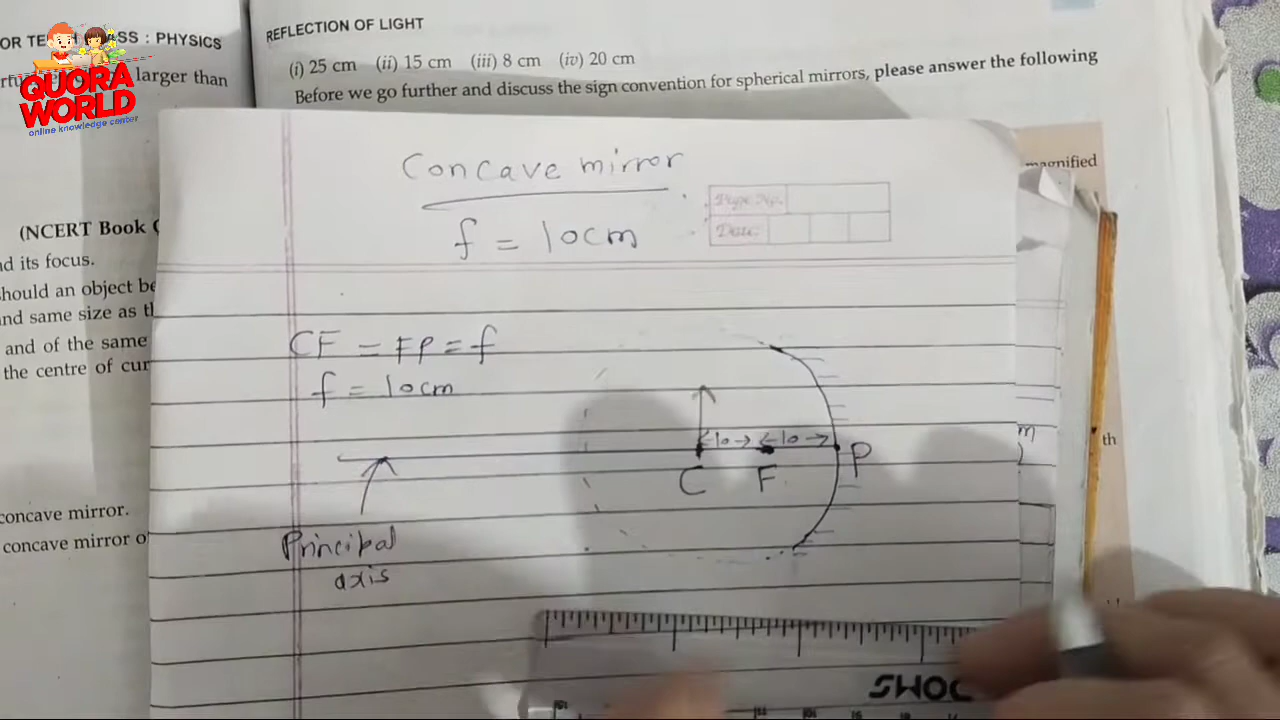 OR TE SS : PHYSICS
larger than
QUORA
WORLD
online knowledge center
REFLECTION OF LIGHT
(i) 25 cm (ii) 15 cm (iii) 8 cm (iv) 20 cm
Before we go further and discuss the sign convention for spherical mirrors, please answer the following
magnified
th
(NCERT Book
nd its focus.
should an object be
and same size as th
and of the same
the centre of cur
concave mirror.
concave mirror o
Concave mirror
f = 10cm
Page No.
Date:
CF = FP = f
f = 10cm
10 10
C F P
Principal
axis
m